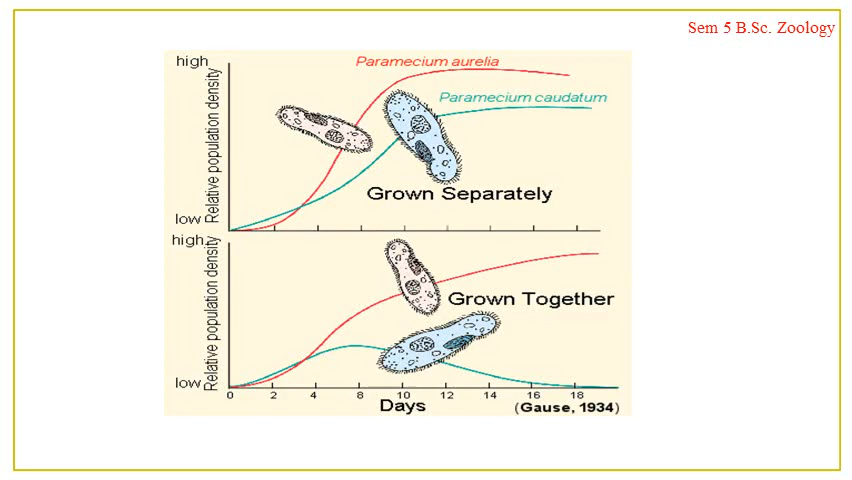 Sem 5 B.Sc. Zoology
high
Paramecium aurelia
Paramecium caudatum
Relative population density
Grown Separately
low
high
Relative population density
Grown Together
low
0 2 4 6 8 10 12 14 16 18
Days
(Gause, 1934)